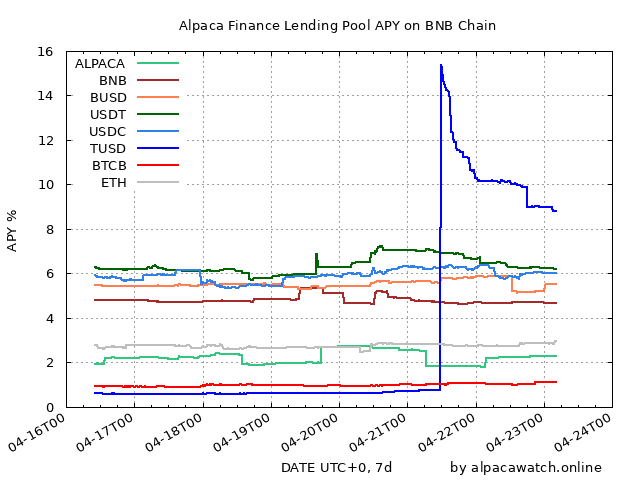 Alpaca Finance Lending Pool APY on BNB Chain
16
14
12
10
8
6
4
2
0
APY %
ALPACA
BNB
BUSD
USDT
USDC
TUSD
BTCB
ETH
04-16T00
04-17T00
04-18T00
04-19T00
04-20T00
04-21T00
04-22T00
04-23T00
04-24T00
DATE UTC+0, 7d
by alpacawatch.online